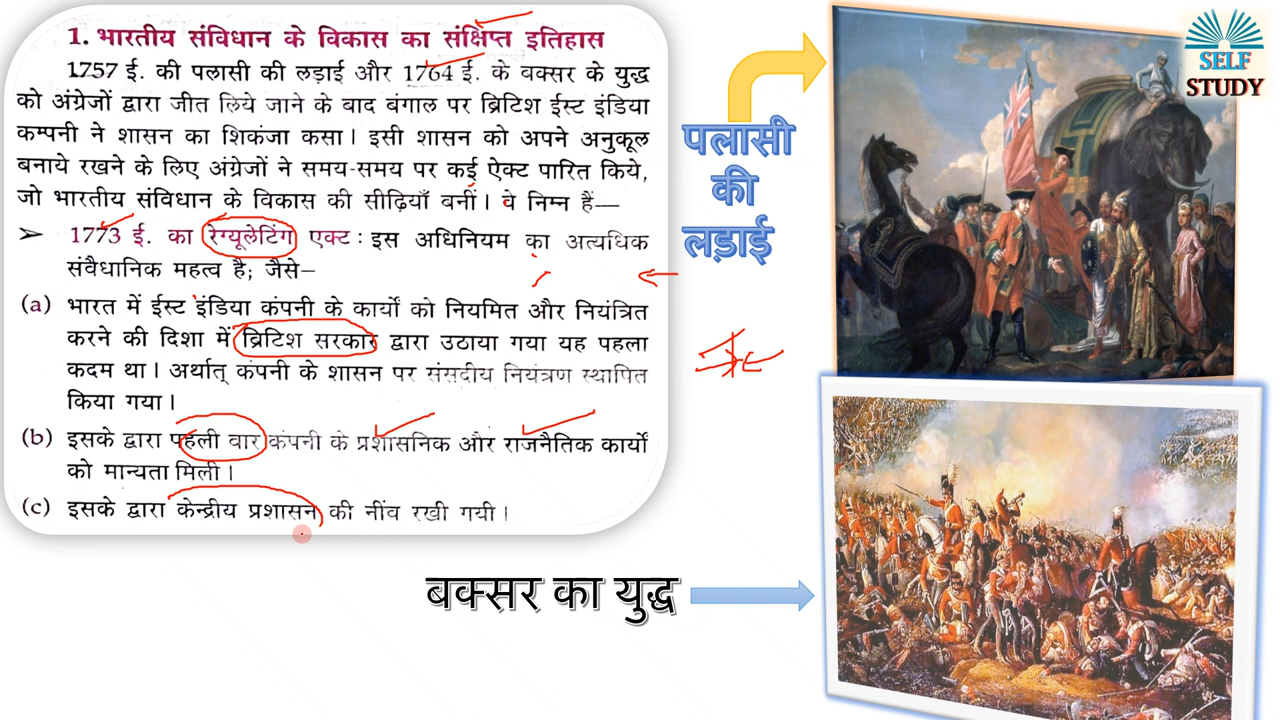 1. भारतीय संविधान के विकास का संक्षिप्त इतिहास
1757 ई. की पलासी की लड़ाई और 1764 ई. के बक्सर के युद्ध
को अंग्रेजों द्वारा जीत लिये जाने के बाद बंगाल पर ब्रिटिश ईस्ट इंडिया
कम्पनी ने शासन का शिकंजा कसा। इसी शासन को अपने अनुकूल
बनाये रखने के लिए अंग्रेजों ने समय-समय पर कई ऐक्ट पारित किये,
जो भारतीय संविधान के विकास की सीढ़ियाँ बनीं। वे निम्न हैं—
➢ 1773 ई. का रेग्यूलेटिंग एक्ट : इस अधिनियम का अत्यधिक
संवैधानिक महत्व है; जैसे–
(a) भारत में ईस्ट इंडिया कंपनी के कार्यों को नियमित और नियंत्रित
करने की दिशा में ब्रिटिश सरकार द्वारा उठाया गया यह पहला
कदम था। अर्थात् कंपनी के शासन पर संसदीय नियंत्रण स्थापित
किया गया।
(b) इसके द्वारा पहली बार कंपनी के प्रशासनिक और राजनैतिक कार्यों
को मान्यता मिली।
(c) इसके द्वारा केन्द्रीय प्रशासन की नींव रखी गयी।
पलासी
की
लड़ाई
बक्सर का युद्ध
SELF
STUDY